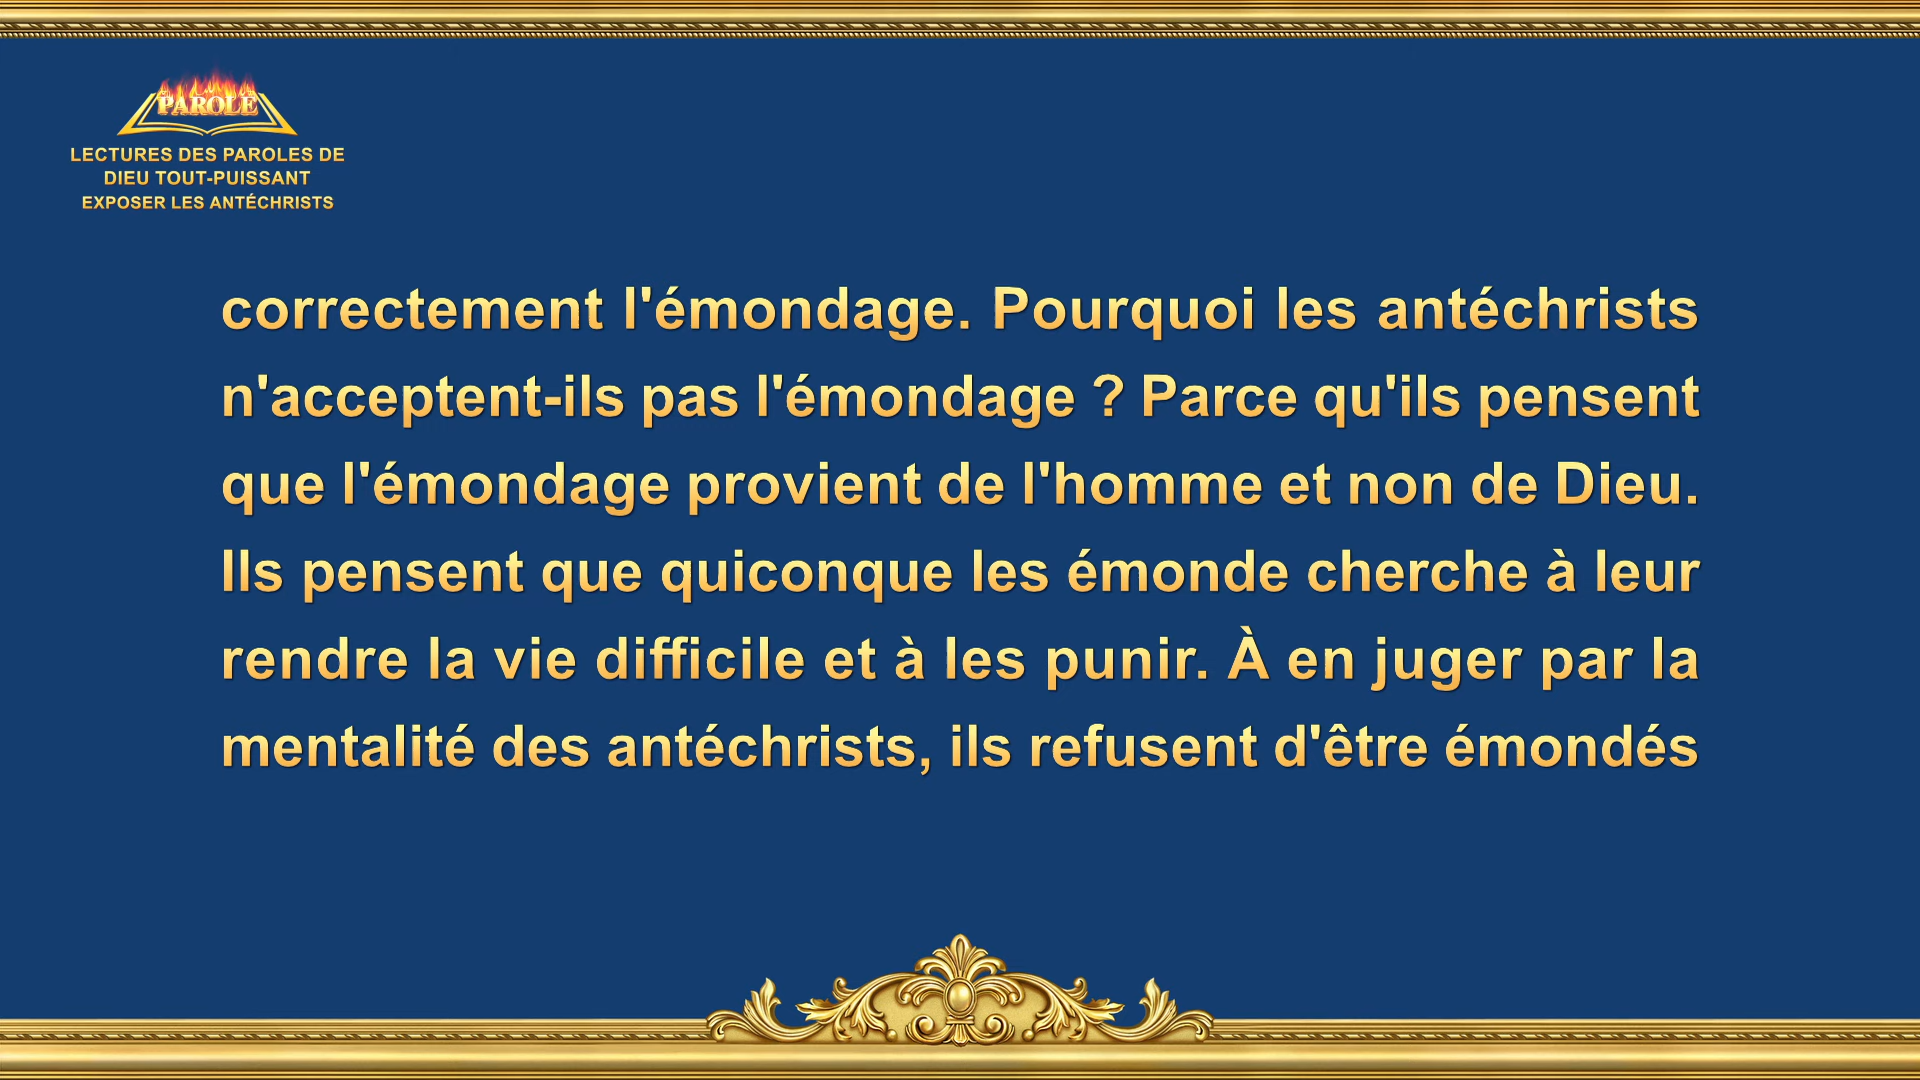 PAROLE
LECTURES DES PAROLES DE
DIEU TOUT-PUISSANT
EXPOSER LES ANTÉCHRISTS
correctement l'émondage. Pourquoi les antéchrists
n'acceptent-ils pas l'émondage ? Parce qu'ils pensent
que l'émondage provient de l'homme et non de Dieu.
Ils pensent que quiconque les émonde cherche à leur
rendre la vie difficile et à les punir. À en juger par la
mentalité des antéchrists, ils refusent d'être émondés